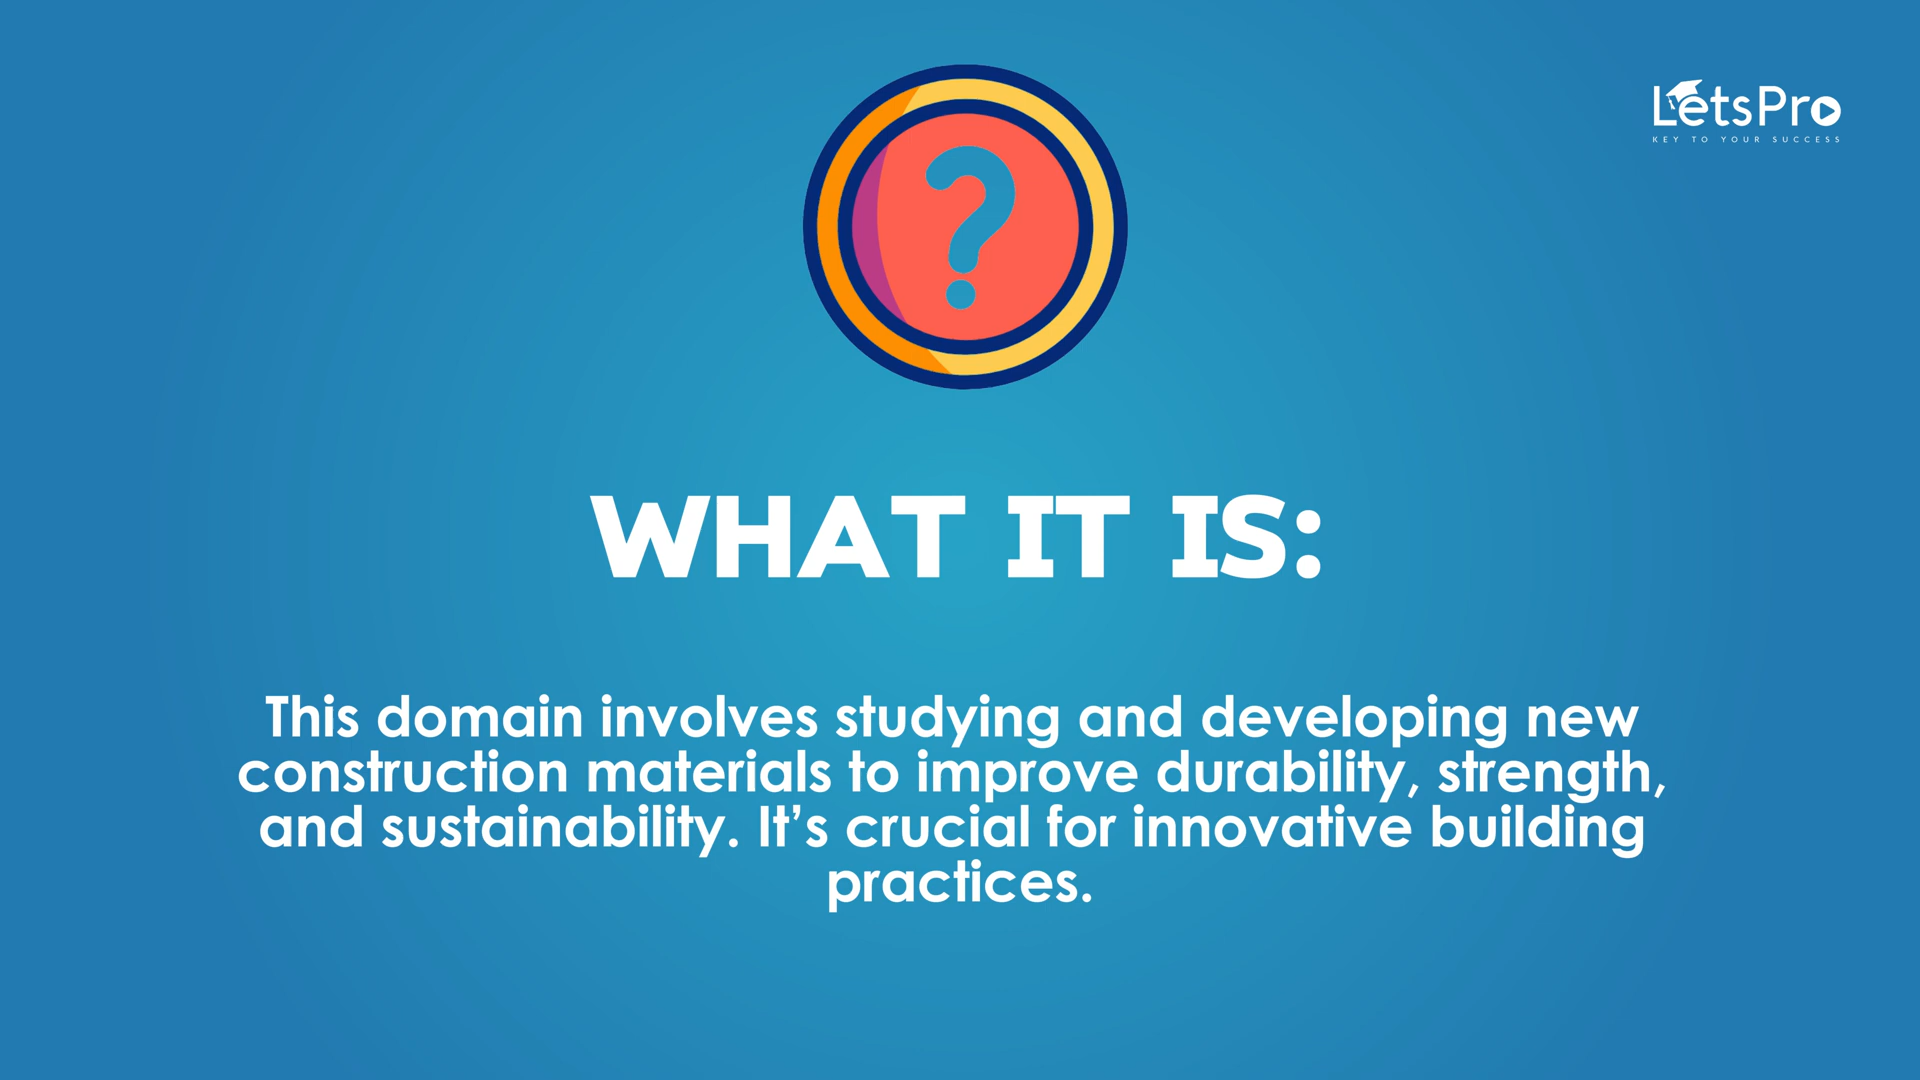 LetsPro
KEY TO YOUR SUCCESS
?
WHAT IT IS:
This domain involves studying and developing new
construction materials to improve durability, strength,
and sustainability. It’s crucial for innovative building
practices.